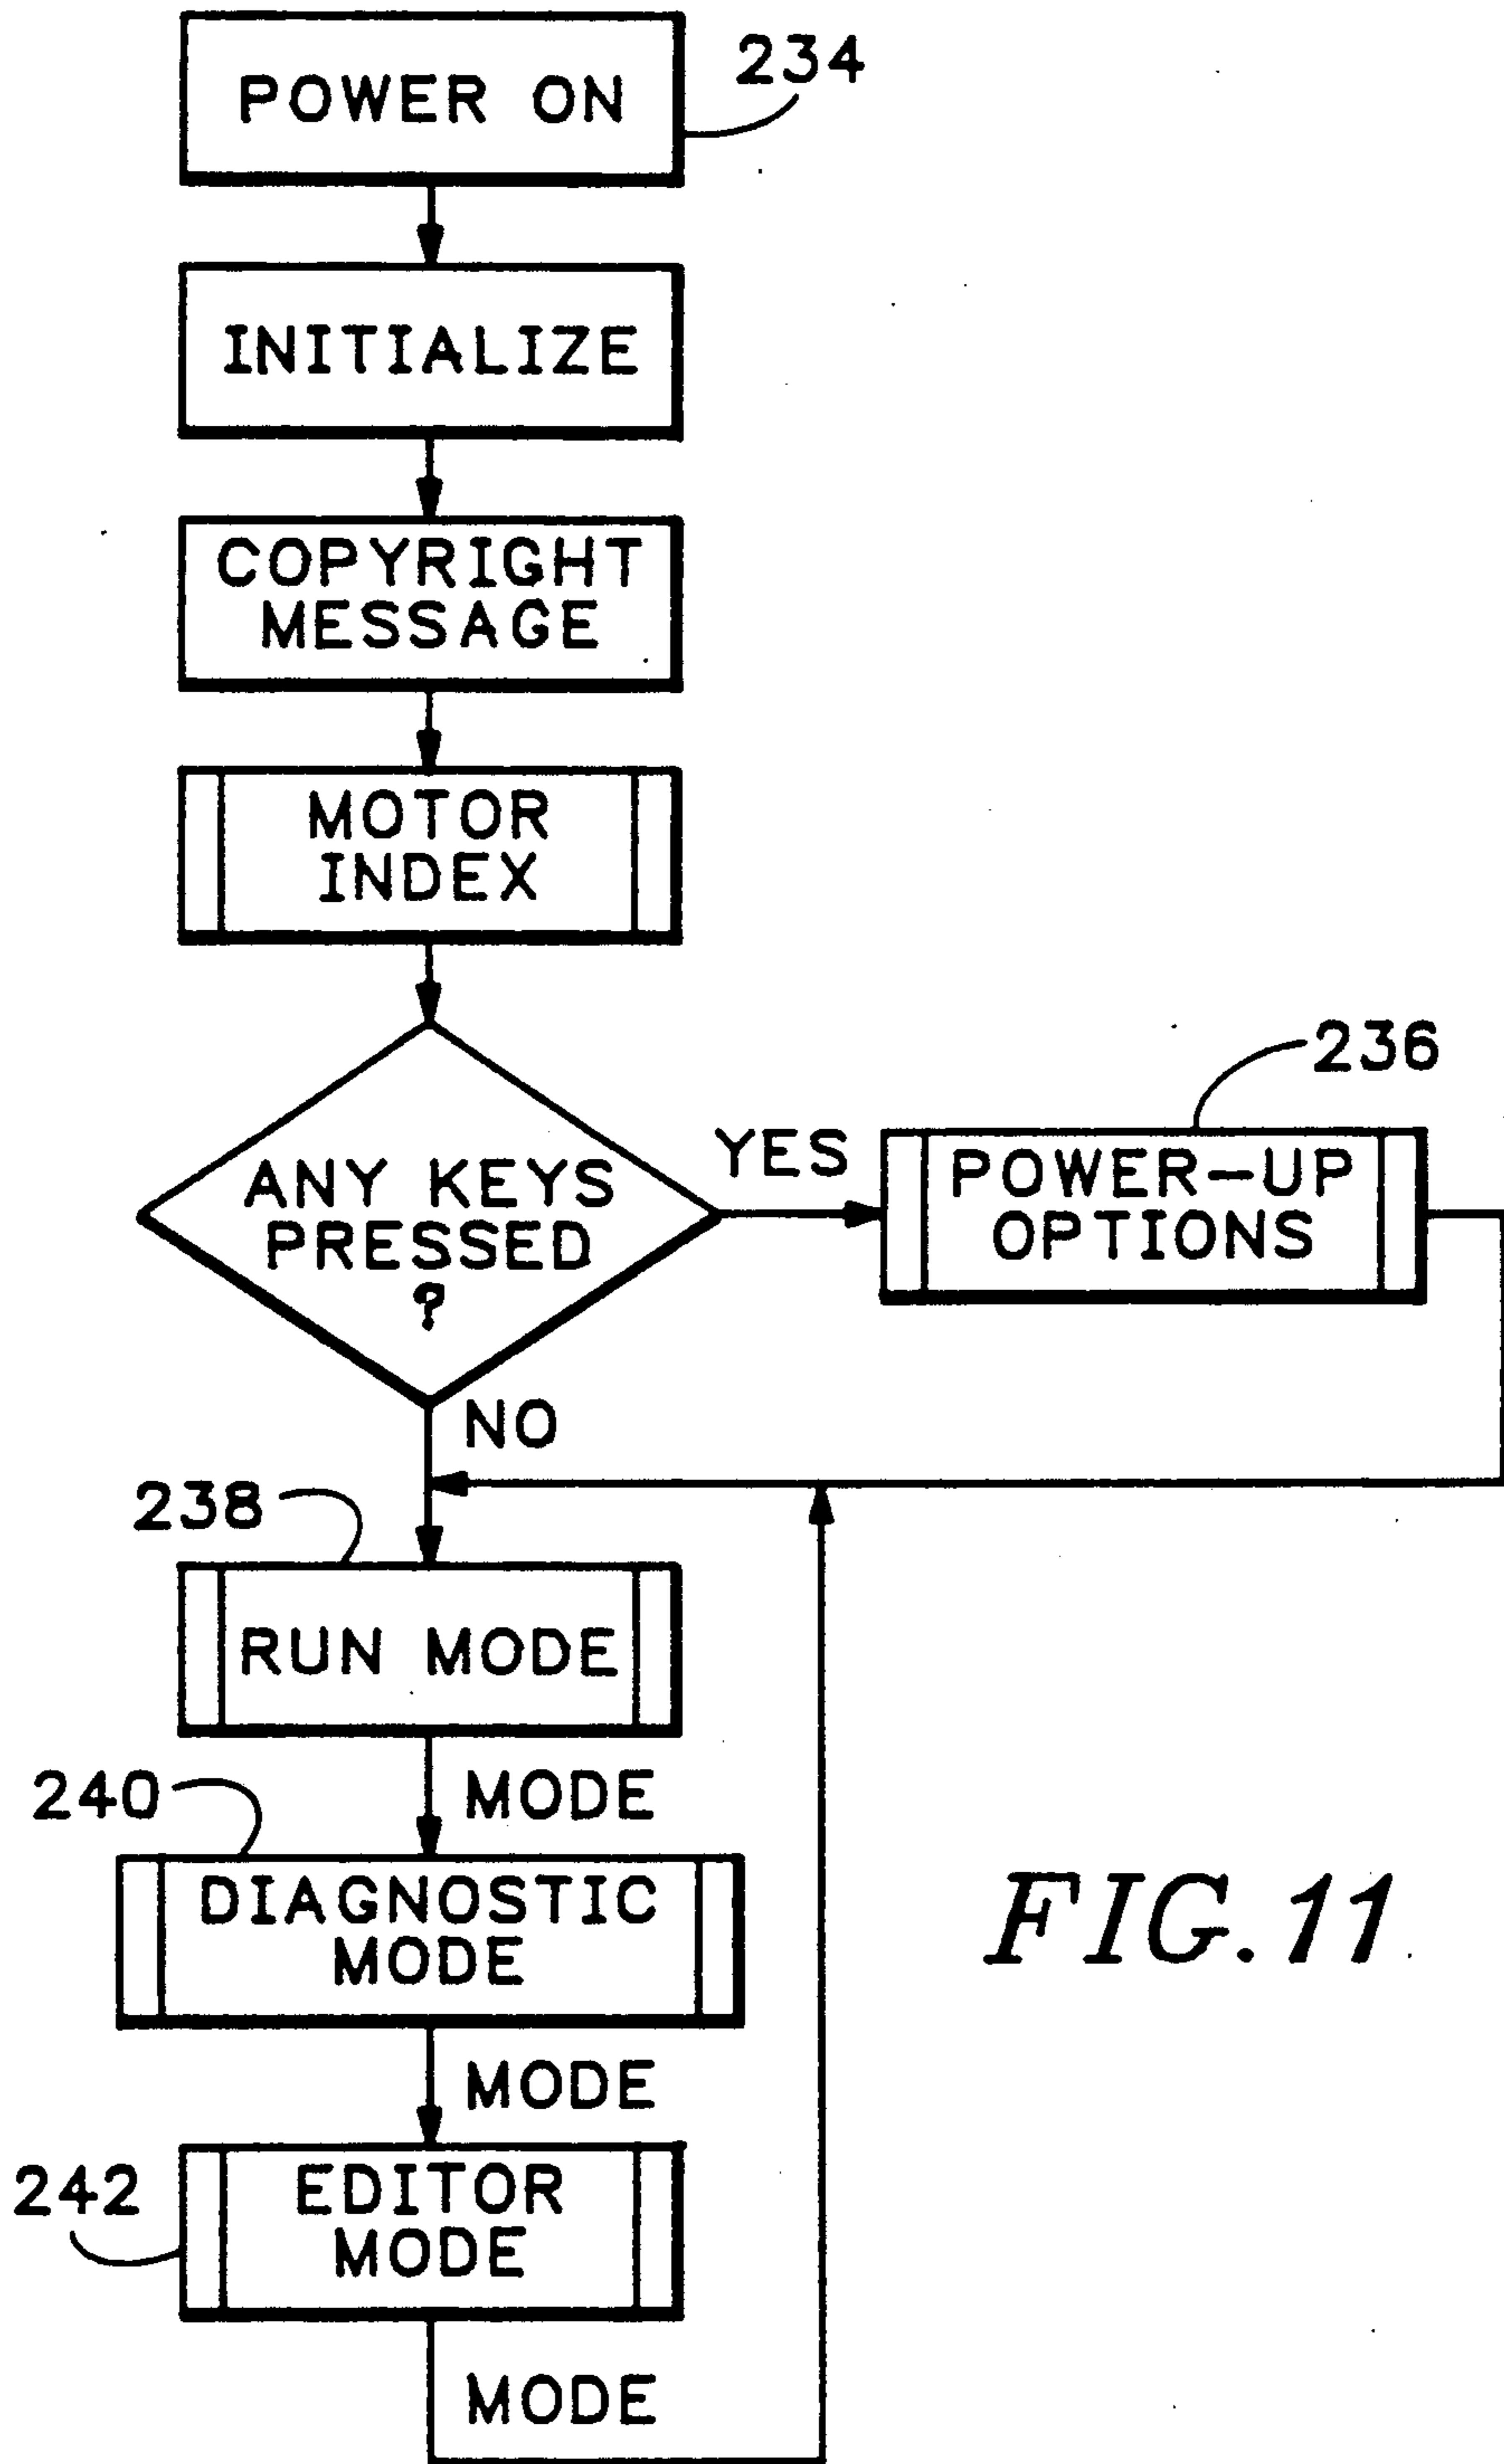 POWER ON
234
INITIALIZE
COPYRIGHT
MESSAGE
MOTOR
INDEX
ANY KEYS
PRESSED
?
YES
236
POWER-UP
OPTIONS
NO
238
RUN MODE
MODE
240
DIAGNOSTIC
MODE
MODE
242
EDITOR
MODE
MODE
FIG.11